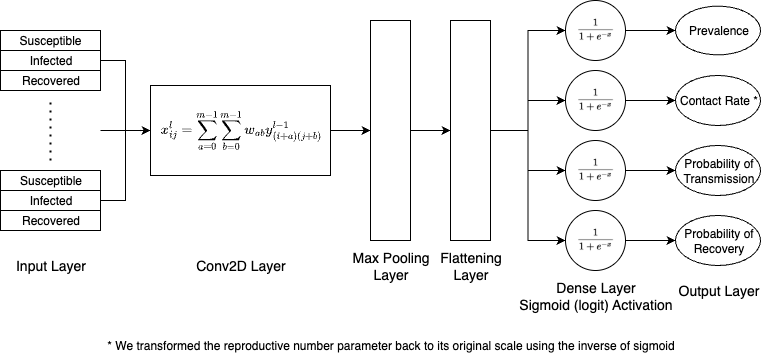 Susceptible
Infected
Recovered
Susceptible
Infected
Recovered
Input Layer
x_{ij}^{l} = \sum_{a=0}^{m-1} \sum_{b=0}^{m-1} w_{ab} y_{(i+a)(j+b)}^{l-1}
Conv2D Layer
Max Pooling
Layer
Flattening
Layer
\frac{1}{1+e^{-x}}
\frac{1}{1+e^{-x}}
\frac{1}{1+e^{-x}}
\frac{1}{1+e^{-x}}
Dense Layer
Sigmoid (logit) Activation
Prevalence
Contact Rate *
Probability of
Transmission
Probability of
Recovery
Output Layer
* We transformed the reproductive number parameter back to its original scale using the inverse of sigmoid